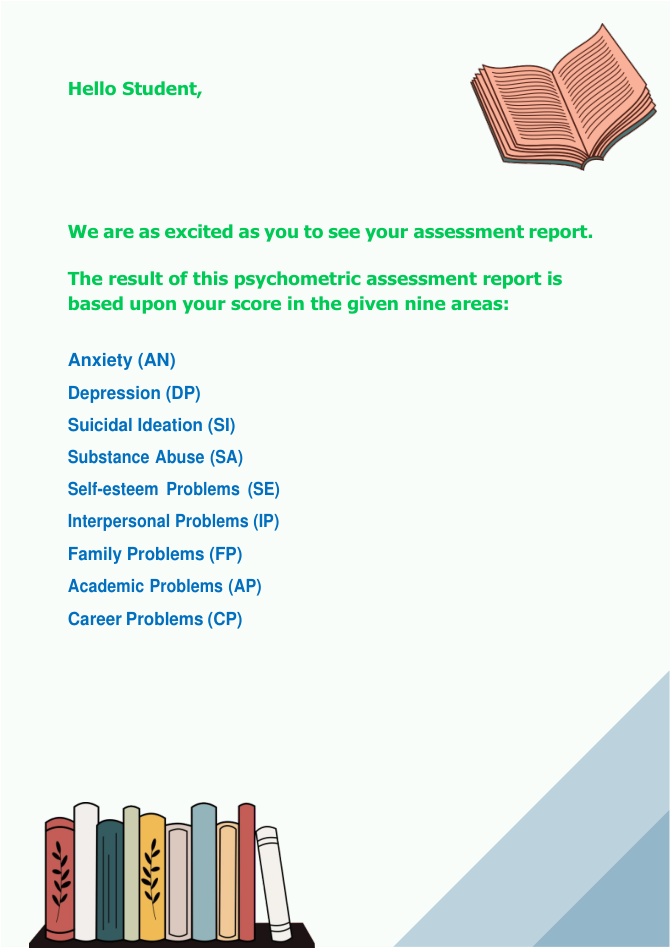 Hello Student,
We are as excited as you to see your assessment report.
The result of this psychometric assessment report is
based upon your score in the given nine areas:
Anxiety (AN)
Depression (DP)
Suicidal Ideation (SI)
Substance Abuse (SA)
Self-esteem Problems (SE)
Interpersonal Problems (IP)
Family Problems (FP)
Academic Problems (AP)
Career Problems (CP)